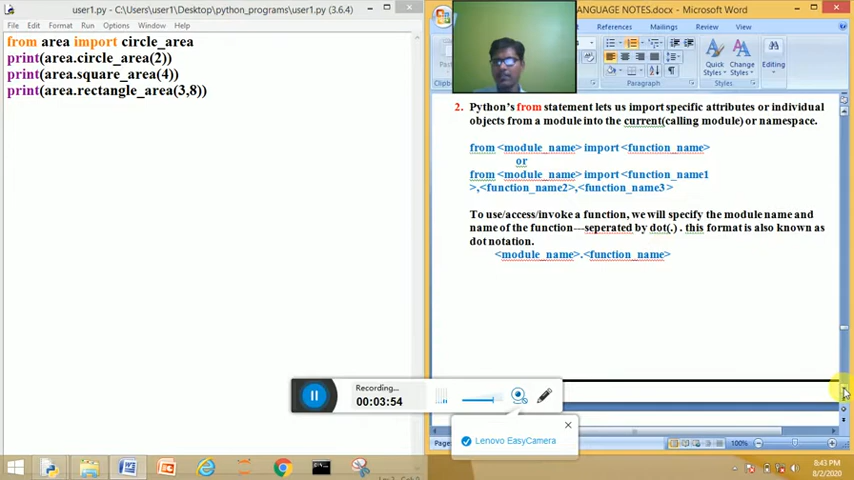 user1.py - C:\Users\user1\Desktop\python_programs\user1.py (3.6.4)
File Edit Format Run Options Window Help
from area import circle_area
print(area.circle_area(2))
print(area.square_area(4))
print(area.rectangle_area(3,8))
ANGUAGE NOTES.docx - Microsoft Word
References Mailings Review View
Quick Styles
Change Styles
Editing
Clipboard
2. Python's from statement lets us import specific attributes or individual
objects from a module into the current(calling module) or namespace.
from <module_name> import <function_name>
or
from <module_name> import <function_name1
>,<function_name2>,<function_name3>
To use/access/invoke a function, we will specify the module name and
name of the function---seperated by dot(.) . this format is also known as
dot notation.
<module_name>.<function_name>
Recording...
00:03:54
Lenovo EasyCamera
Page
100%
8:43 PM
8/2/2020